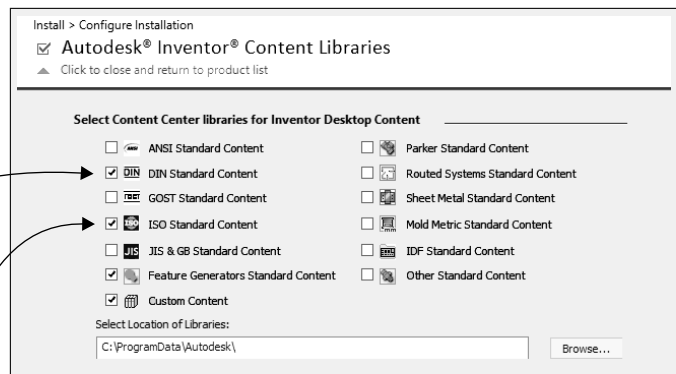 Install > Configure Installation
Autodesk® Inventor® Content Libraries
Click to close and return to product list
Select Content Center libraries for Inventor Desktop Content
ANSI ANSI Standard Content
DIN DIN Standard Content
GOST Standard Content
ISO ISO Standard Content
JIS JIS & GB Standard Content
Feature Generators Standard Content
Custom Content
Parker Standard Content
Routed Systems Standard Content
Sheet Metal Standard Content
Mold Metric Standard Content
IDF Standard Content
Other Standard Content
Select Location of Libraries:
C:\ProgramData\Autodesk\
Browse...